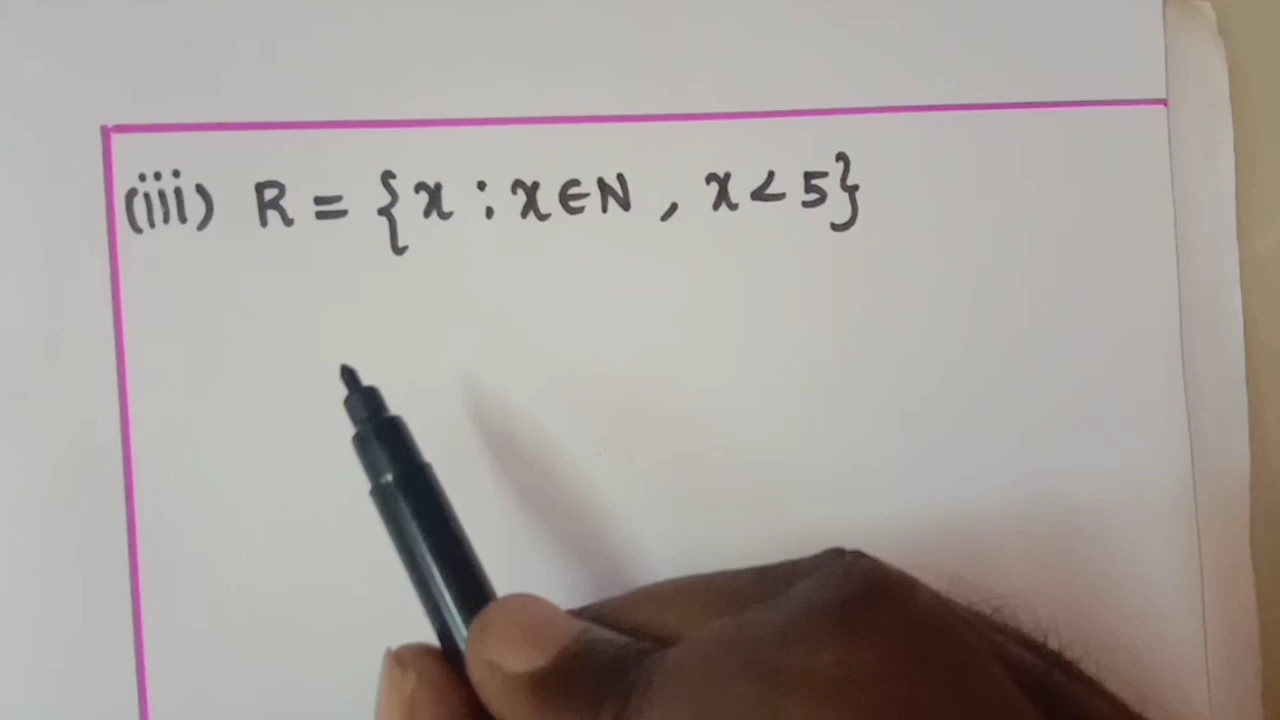 (iii) R = {x : x ∈ N , x < 5}